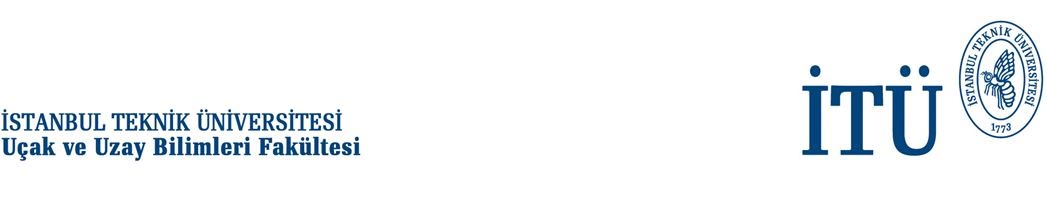 İSTANBUL TEKNİK ÜNİVERSİTESİ
Uçak ve Uzay Bilimleri Fakültesi
İTÜ
İSTANBUL TEKNİK ÜNİVERSİTESİ
1773